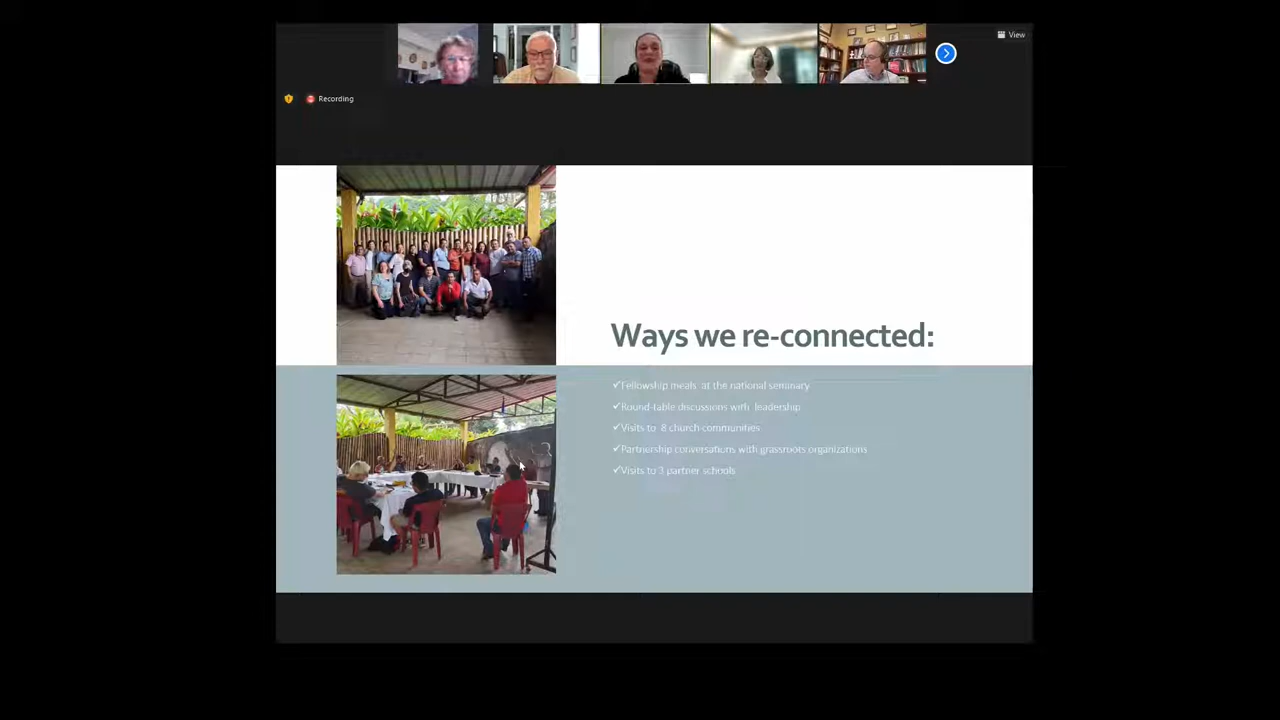 View
Recording
Ways we re-connected:
✓Fellowship meals at the national seminary
✓Round-table discussions with leadership
✓Visits to 8 church communities
✓Partnership conversations with grassroots organizations
✓Visits to 3 partner schools